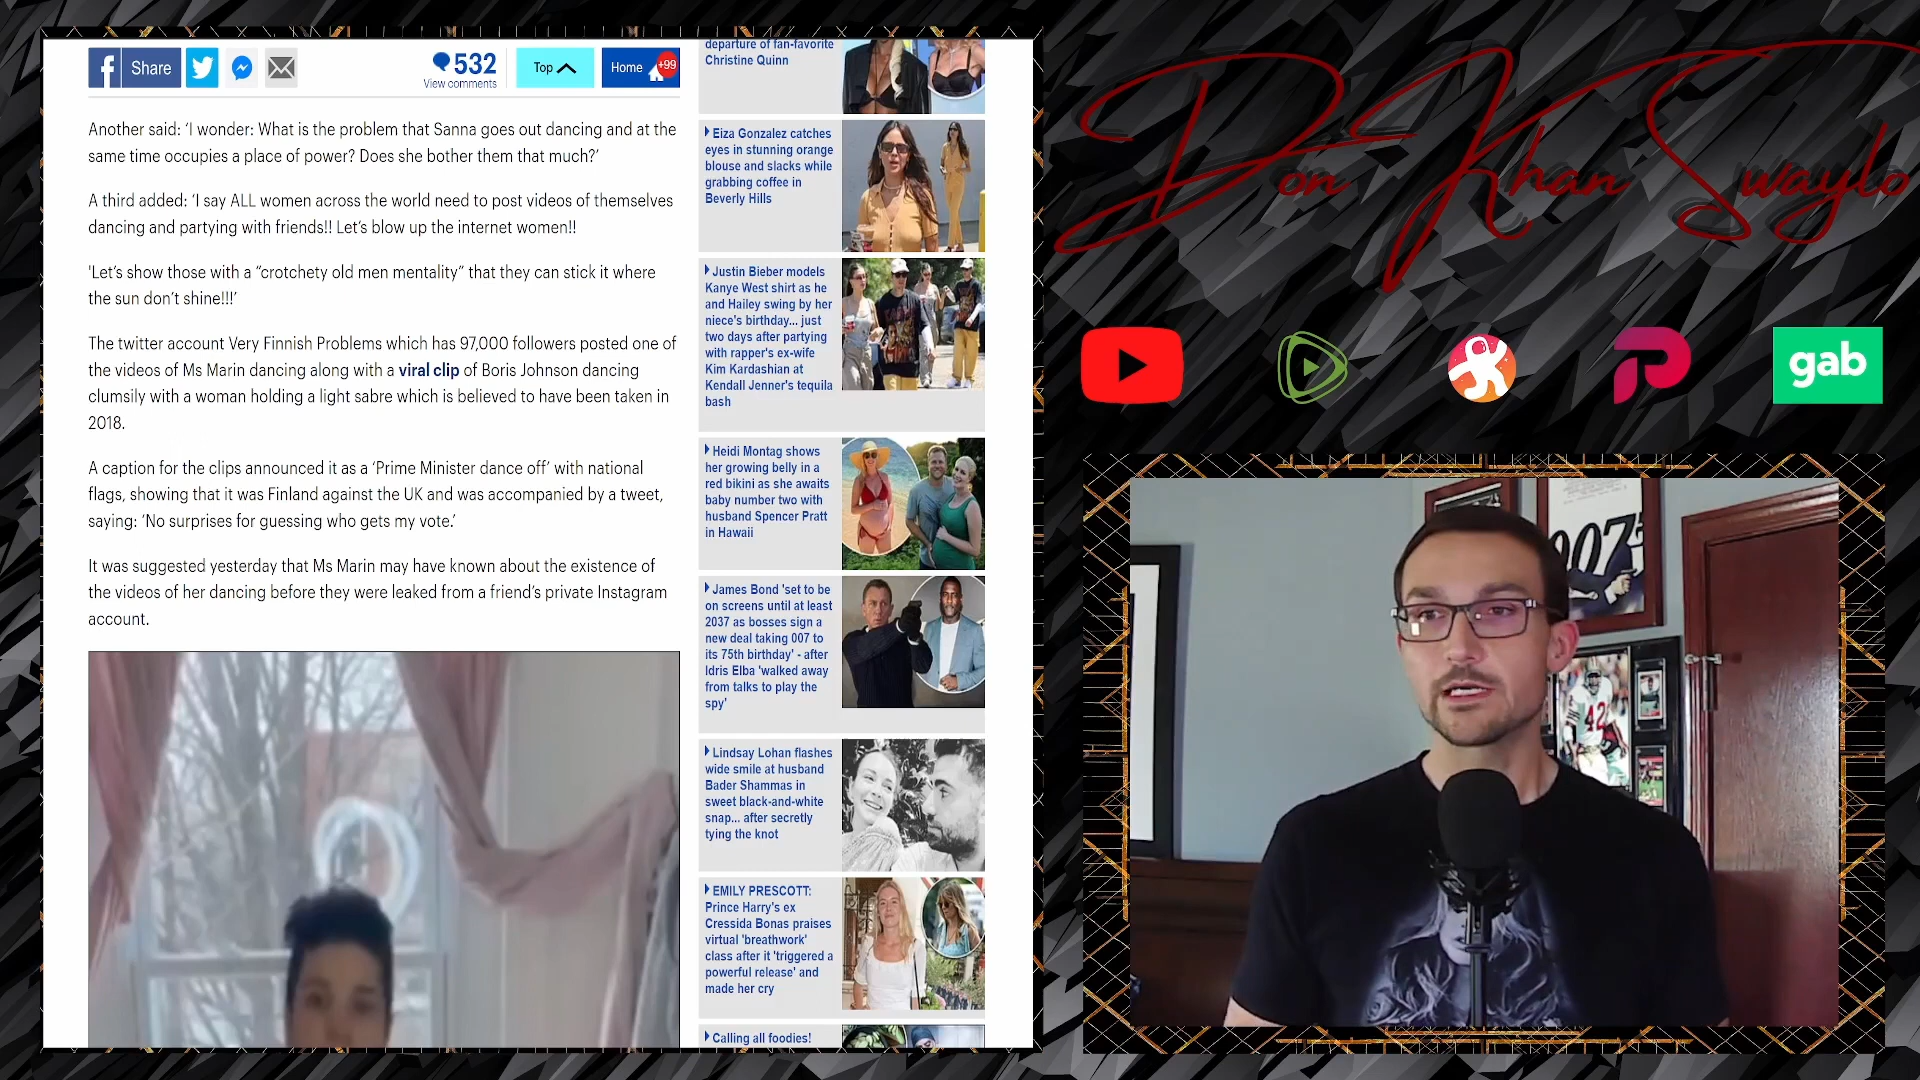 Share
532
View comments
Top
Home
+99
Another said: ‘I wonder: What is the problem that Sanna goes out dancing and at the
same time occupies a place of power? Does she bother them that much?’
A third added: ‘I say ALL women across the world need to post videos of themselves
dancing and partying with friends!! Let’s blow up the internet women!!
'Let’s show those with a “crotchety old men mentality” that they can stick it where
the sun don’t shine!!!’
The twitter account Very Finnish Problems which has 97,000 followers posted one of
the videos of Ms Marin dancing along with a viral clip of Boris Johnson dancing
clumsily with a woman holding a light sabre which is believed to have been taken in
2018.
A caption for the clips announced it as a ‘Prime Minister dance off’ with national
flags, showing that it was Finland against the UK and was accompanied by a tweet,
saying: ‘No surprises for guessing who gets my vote.’
It was suggested yesterday that Ms Marin may have known about the existence of
the videos of her dancing before they were leaked from a friend’s private Instagram
account.
departure of fan-favorite
Christine Quinn
Eiza Gonzalez catches
eyes in stunning orange
blouse and slacks while
grabbing coffee in
Beverly Hills
Justin Bieber models
Kanye West shirt as he
and Hailey swing by her
niece's birthday... just
two days after partying
with rapper's ex-wife
Kim Kardashian at
Kendall Jenner's tequila
bash
Heidi Montag shows
her growing belly in a
red bikini as she awaits
baby number two with
husband Spencer Pratt
in Hawaii
James Bond 'set to be
on screens until at least
2037 as bosses sign a
new deal taking 007 to
its 75th birthday' - after
Idris Elba 'walked away
from talks to play the
spy'
Lindsay Lohan flashes
wide smile at husband
Bader Shammas in
sweet black-and-white
snap... after secretly
tying the knot
EMILY PRESCOTT:
Prince Harry's ex
Cressida Bonas praises
virtual 'breathwork'
class after it 'triggered a
powerful release' and
made her cry
Calling all foodies!
Don Khan Swaylo
gab
007
42